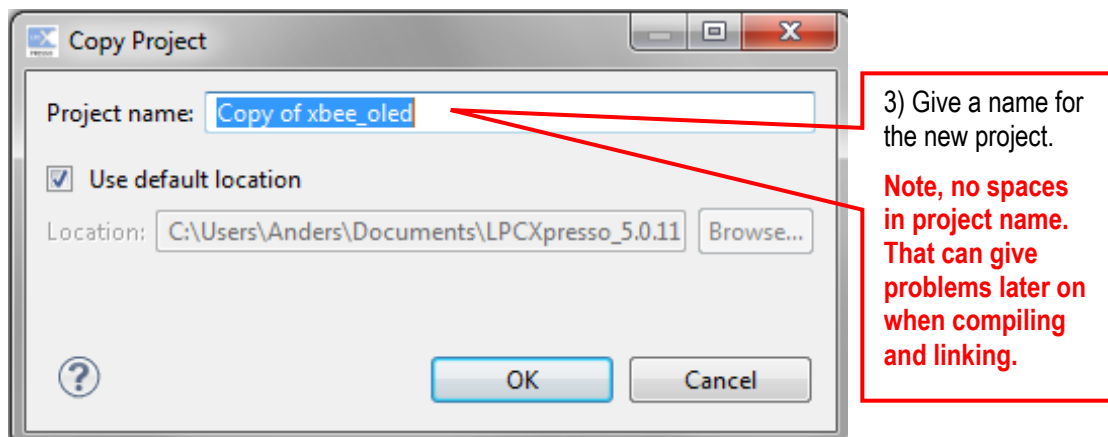 Copy Project
Project name: Copy of xbee_oled
Use default location
Location: C:\Users\Anders\Documents\LPCXpresso_5.0.11 Browse...
? OK Cancel
3) Give a name for
the new project.
Note, no spaces
in project name.
That can give
problems later on
when compiling
and linking.